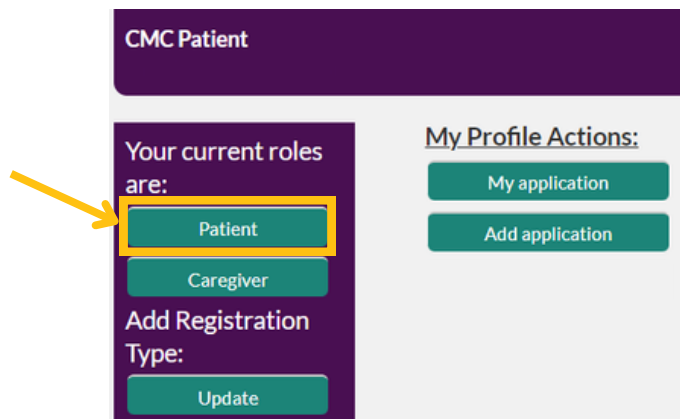 CMC Patient
Your current roles
are:
Patient
Caregiver
Add Registration
Type:
Update
My Profile Actions:
My application
Add application